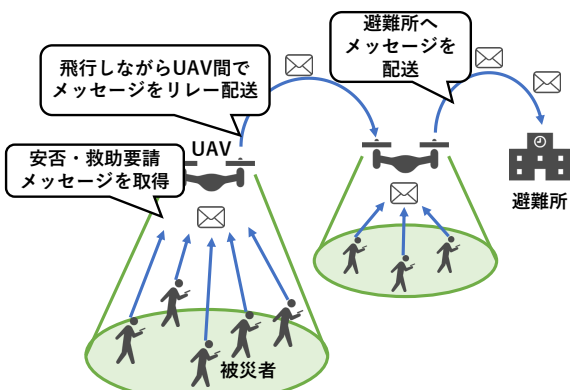 避難所へ
メッセージを
配送
飛行しながらUAV間で
メッセージをリレー配送
安否・救助要請
メッセージを取得
UAV
避難所
被災者